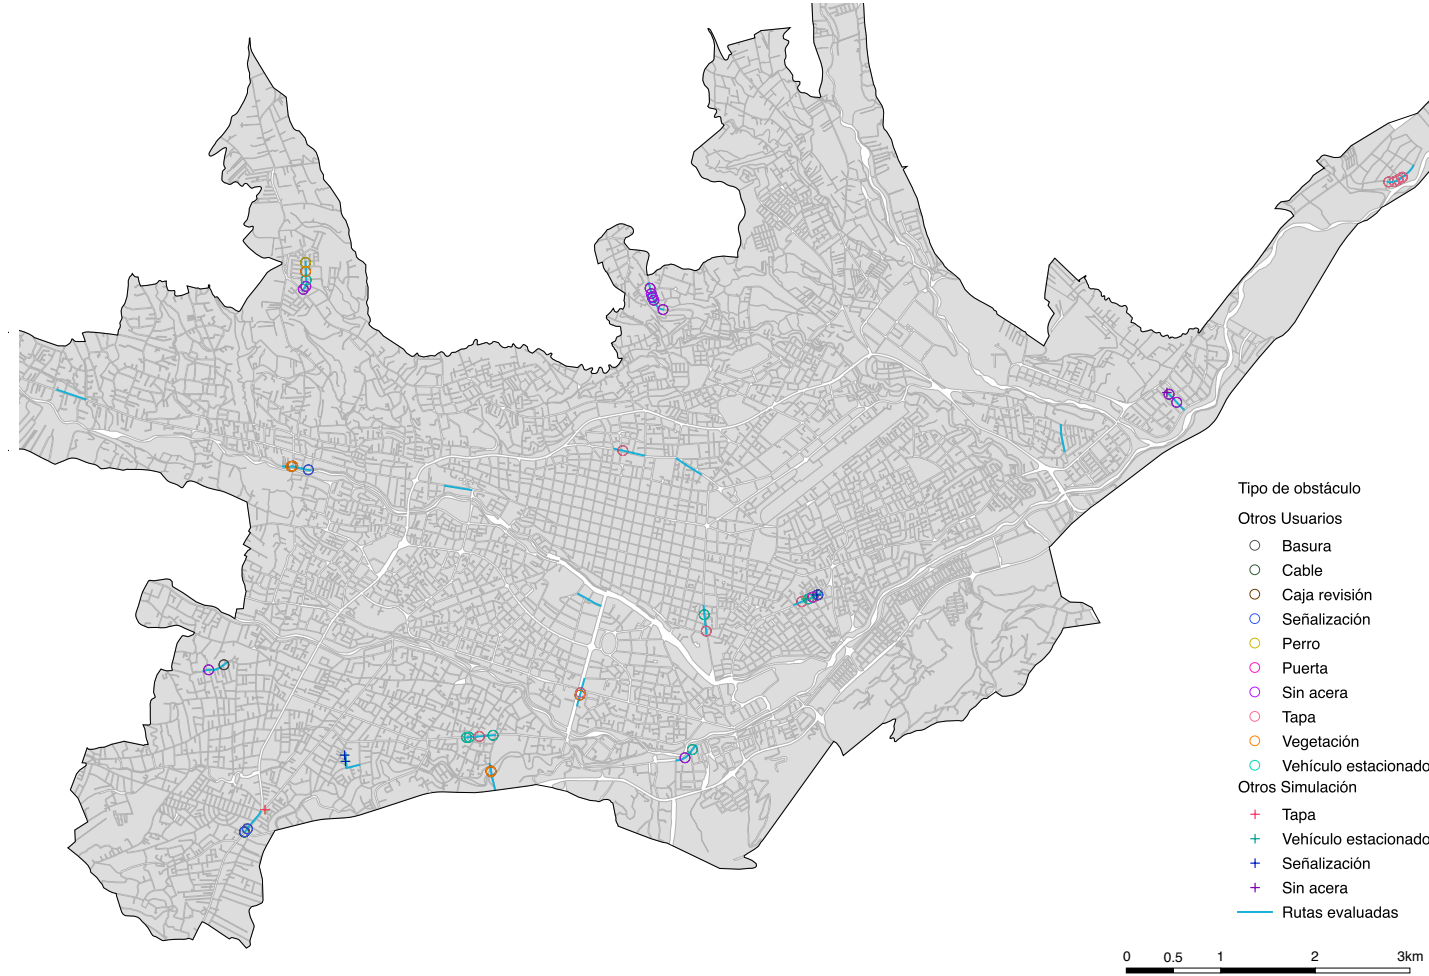 Tipo de obstáculo
Otros Usuarios
Basura
Cable
Caja revisión
Señalización
Perro
Puerta
Sin acera
Tapa
Vegetación
Vehículo estacionado
Otros Simulación
Tapa
Vehículo estacionado
Señalización
Sin acera
Rutas evaluadas
0 0.5 1 2 3km